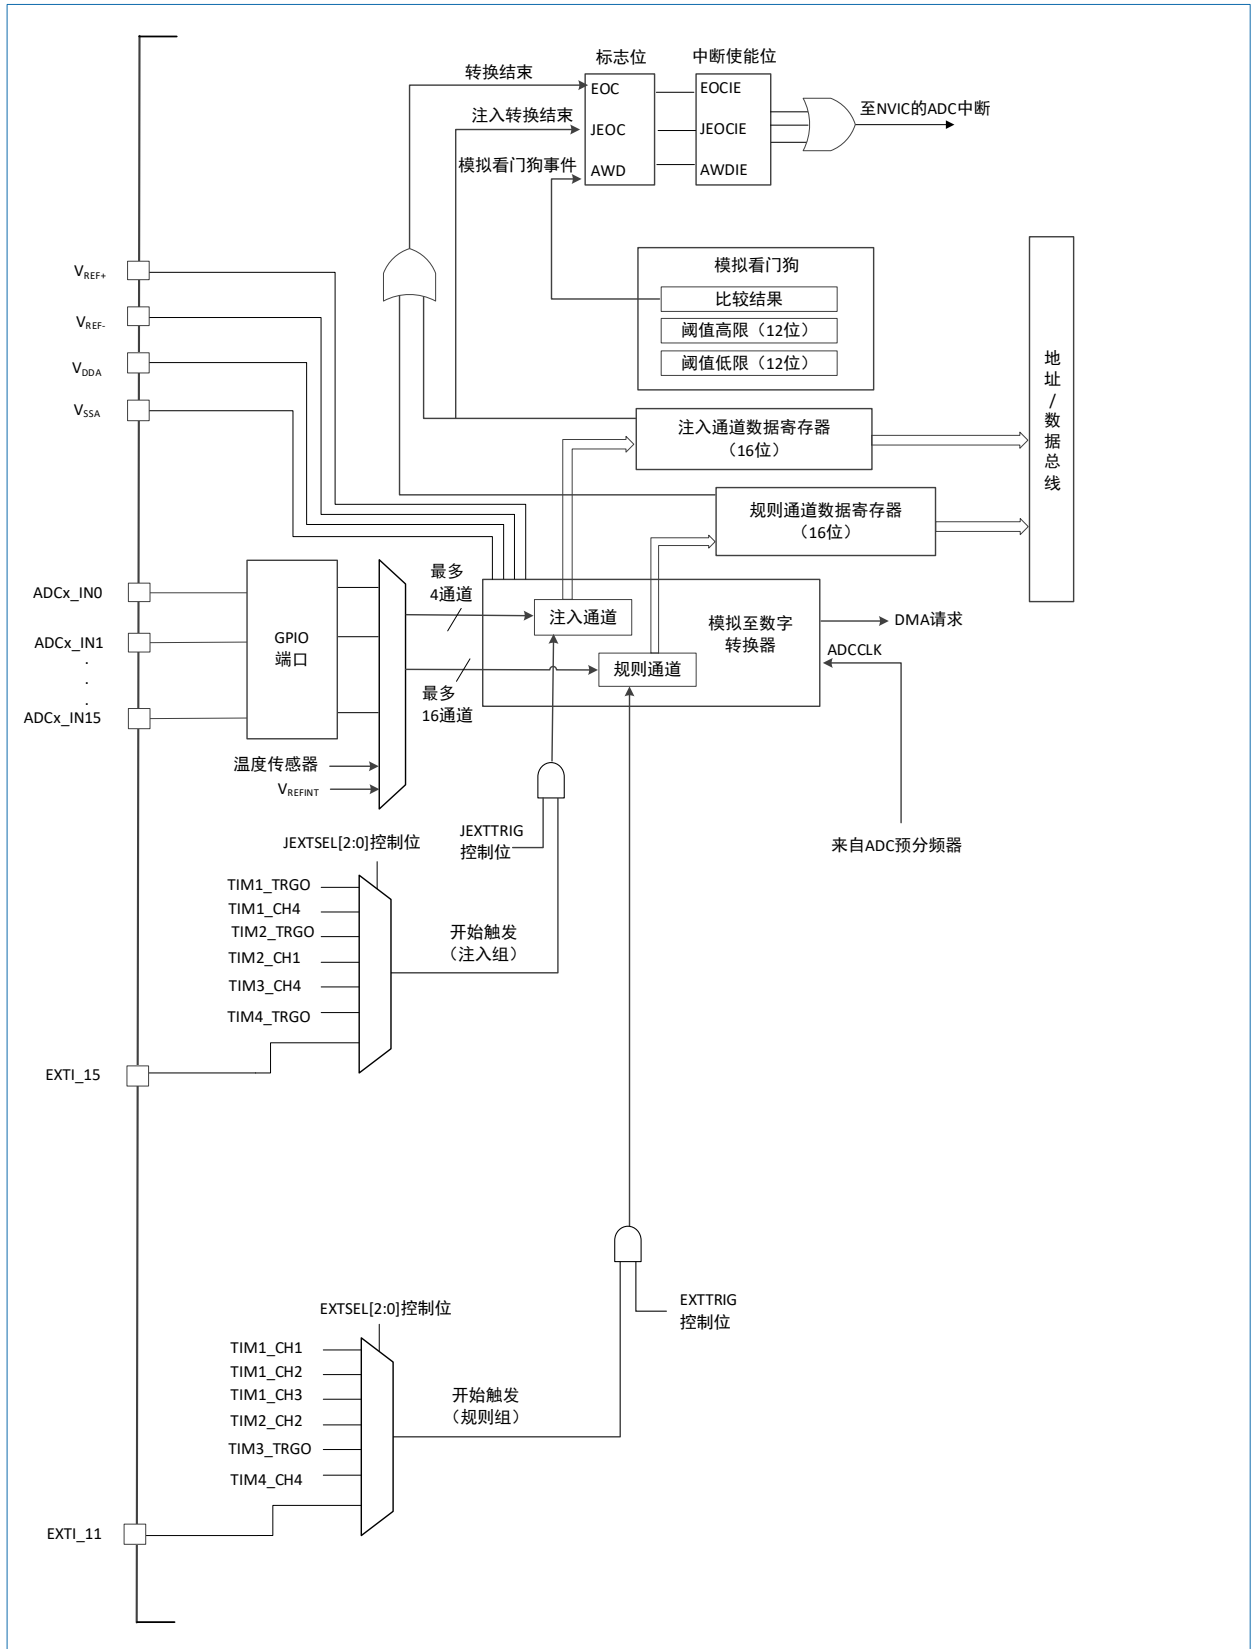 标志位
中断使能位
转换结束
EOC
EOCIE
注入转换结束
JEOC
JEOCIE
至NVIC的ADC中断
模拟看门狗事件
AWD
AWDIE
模拟看门狗
比较结果
阈值高限（12位）
阈值低限（12位）
VREF+
VREF-
VDDA
VSSA
地
址
/
数
据
总
线
注入通道数据寄存器
（16位）
规则通道数据寄存器
（16位）
ADCx_IN0
ADCx_IN1
.
.
.
ADCx_IN15
GPIO
端口
最多
4通道
最多
16通道
注入通道
规则通道
模拟至数字
转换器
DMA请求
ADCCLK
温度传感器
VREFINT
JEXTTRIG
控制位
来自ADC预分频器
JEXTSEL[2:0]控制位
TIM1_TRGO
TIM1_CH4
TIM2_TRGO
TIM2_CH1
TIM3_CH4
TIM4_TRGO
开始触发
（注入组）
EXTI_15
EXTTRIG
控制位
EXTSEL[2:0]控制位
TIM1_CH1
TIM1_CH2
TIM1_CH3
TIM2_CH2
TIM3_TRGO
TIM4_CH4
开始触发
（规则组）
EXTI_11